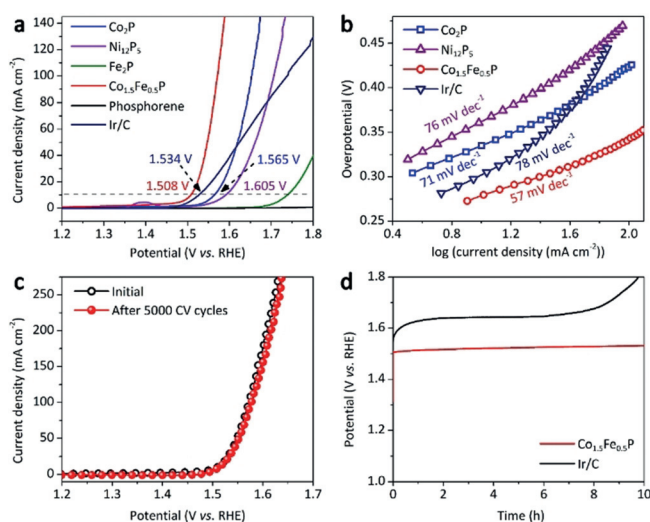 a
Co₂P
Ni₁₂P₅
Fe₂P
Co₁.₅Fe₀.₅P
Phosphorene
Ir/C
1.534 V
1.565 V
1.508 V
1.605 V
140
120
100
80
60
40
20
0
Current density (mA cm⁻²)
1.2 1.3 1.4 1.5 1.6 1.7 1.8
Potential (V vs. RHE)
b
Co₂P
Ni₁₂P₅
Co₁.₅Fe₀.₅P
Ir/C
76 mV dec⁻¹
71 mV dec⁻¹
78 mV dec⁻¹
57 mV dec⁻¹
0.45
0.40
0.35
0.30
0.25
Overpotential (V)
0.4 0.8 1.2 1.6 2.0
log (current density (mA cm⁻²))
c
Initial
After 5000 CV cycles
250
200
150
100
50
0
Current density (mA cm⁻²)
1.2 1.3 1.4 1.5 1.6 1.7
Potential (V vs. RHE)
d
Co₁.₅Fe₀.₅P
Ir/C
1.8
1.6
1.5
1.4
1.2
1.0
Potential (V vs. RHE)
0 2 4 6 8 10
Time (h)